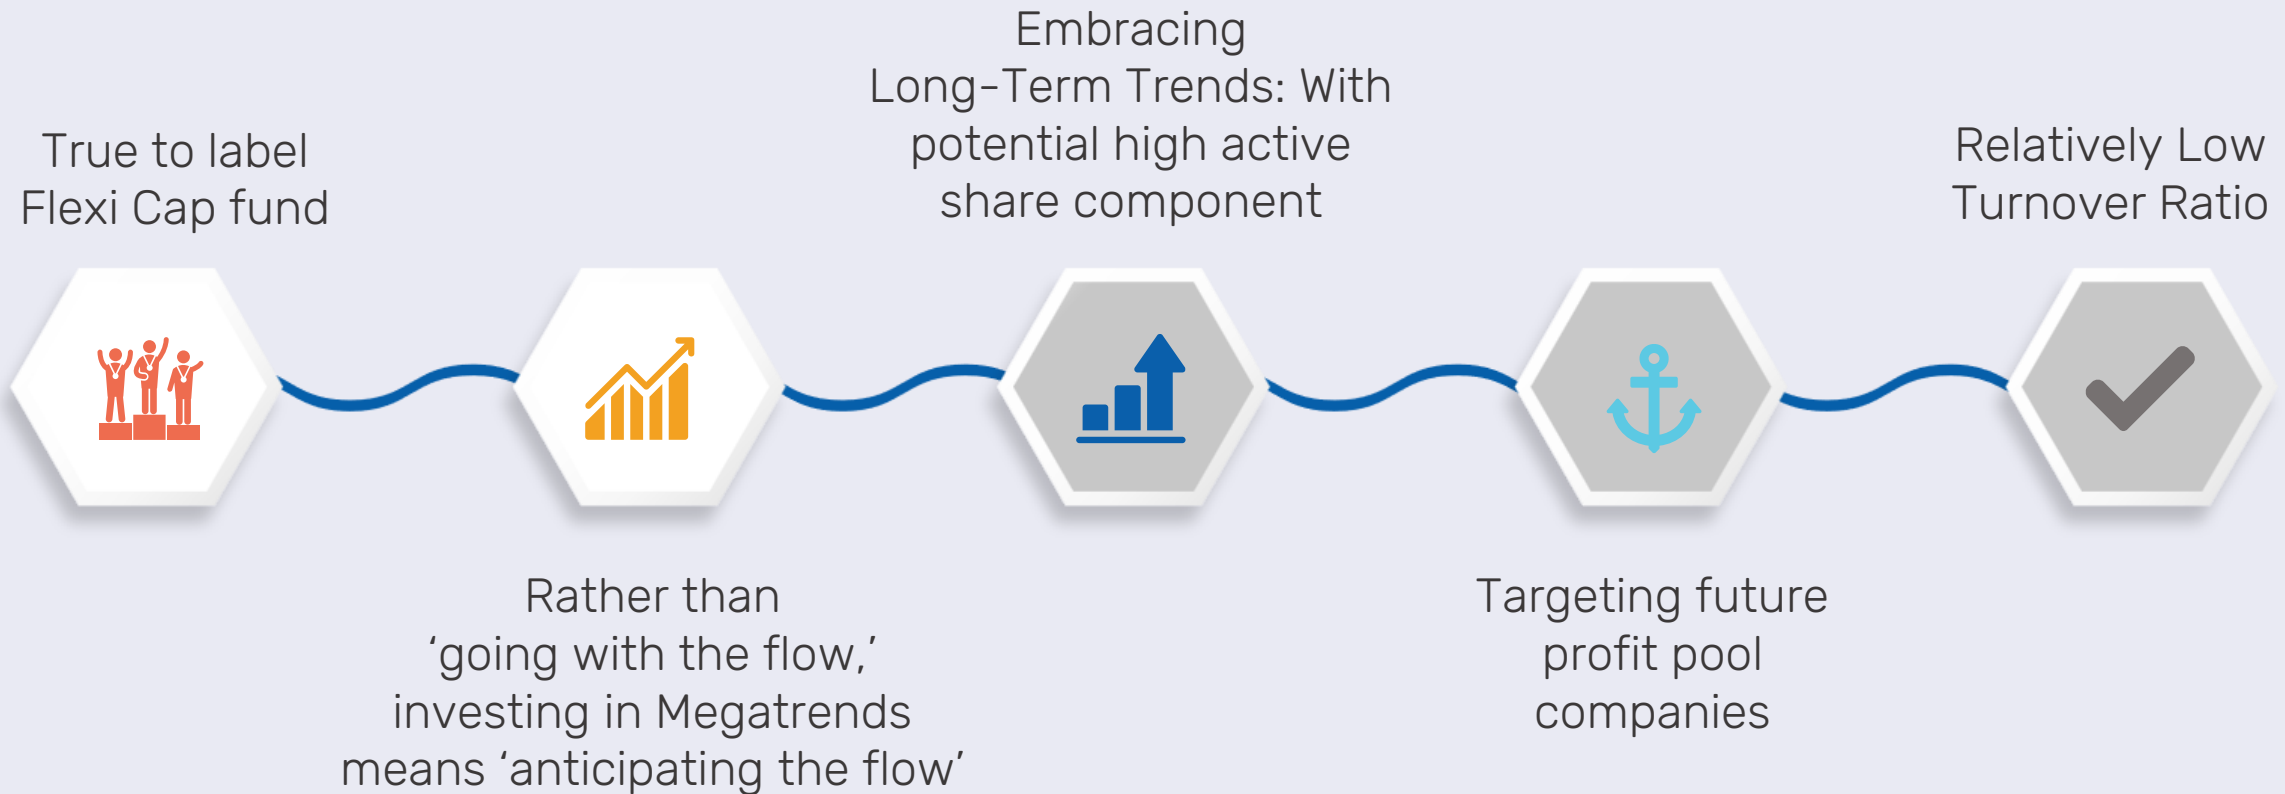 True to label
Flexi Cap fund
Rather than
‘going with the flow,’
investing in Megatrends
means ‘anticipating the flow’
Embracing
Long-Term Trends: With
potential high active
share component
Targeting future
profit pool
companies
Relatively Low
Turnover Ratio